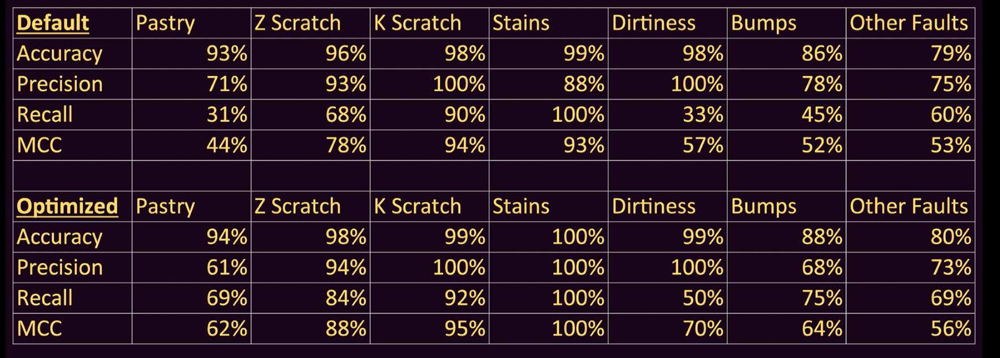 Default Pastry Z Scratch K Scratch Stains Dirtiness Bumps Other Faults
Accuracy 93% 96% 98% 99% 98% 86% 79%
Precision 71% 93% 100% 88% 100% 78% 75%
Recall 31% 68% 90% 100% 33% 45% 60%
MCC 44% 78% 94% 93% 57% 52% 53%
Optimized Pastry Z Scratch K Scratch Stains Dirtiness Bumps Other Faults
Accuracy 94% 98% 99% 100% 99% 88% 80%
Precision 61% 94% 100% 100% 100% 68% 73%
Recall 69% 84% 92% 100% 50% 75% 69%
MCC 62% 88% 95% 100% 70% 64% 56%